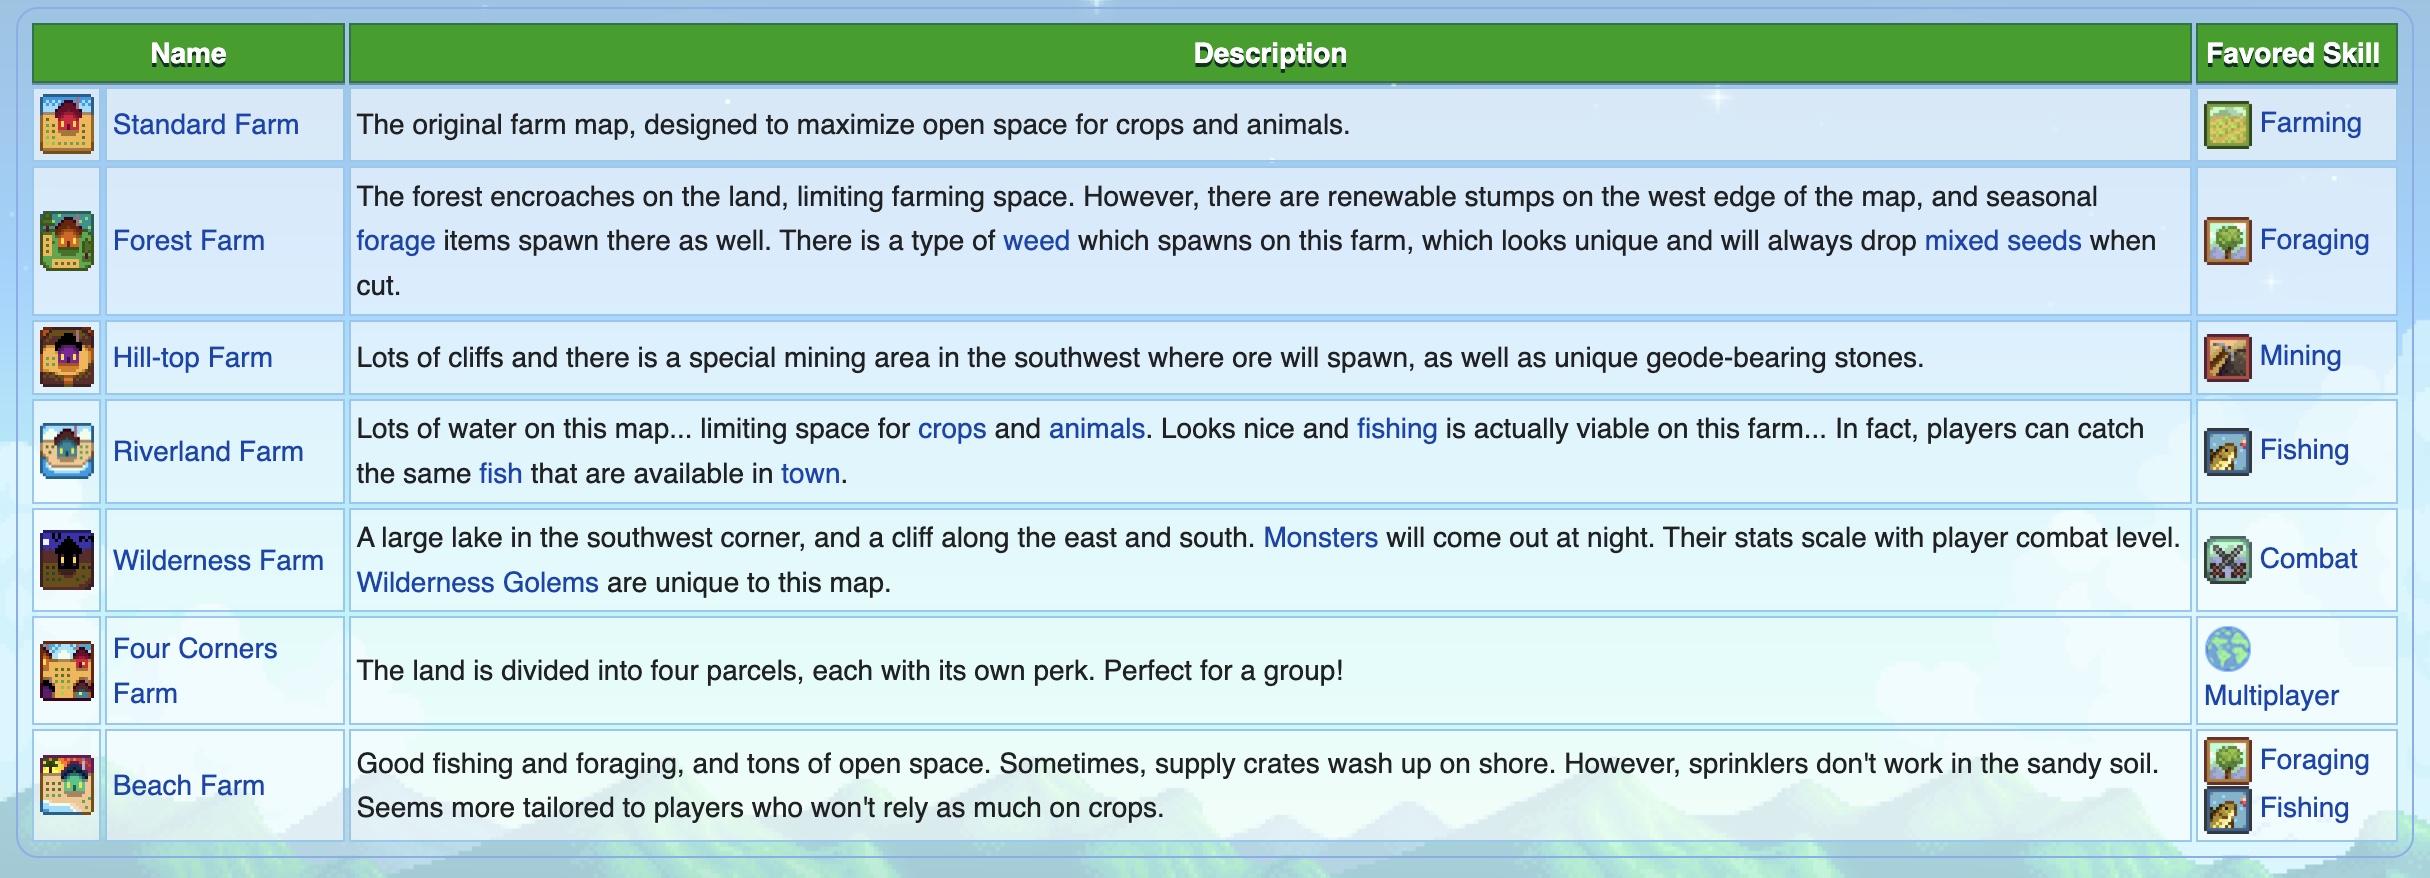 Name Description Favored Skill
Standard Farm The original farm map, designed to maximize open space for crops and animals. Farming
The forest encroaches on the land, limiting farming space. However, there are renewable stumps on the west edge of the map, and seasonal
Forest Farm forage items spawn there as well. There is a type of weed which spawns on this farm, which looks unique and will always drop mixed seeds when Foraging
cut.
Hill-top Farm Lots of cliffs and there is a special mining area in the southwest where ore will spawn, as well as unique geode-bearing stones. Mining
Riverland Farm Lots of water on this map... limiting space for crops and animals. Looks nice and fishing is actually viable on this farm... In fact, players can catch Fishing
the same fish that are available in town.
Wilderness Farm A large lake in the southwest corner, and a cliff along the east and south. Monsters will come out at night. Their stats scale with player combat level. Combat
Wilderness Golems are unique to this map.
Four Corners
Farm The land is divided into four parcels, each with its own perk. Perfect for a group! Multiplayer
Beach Farm Good fishing and foraging, and tons of open space. Sometimes, supply crates wash up on shore. However, sprinklers don't work in the sandy soil. Foraging
Seems more tailored to players who won't rely as much on crops. Fishing